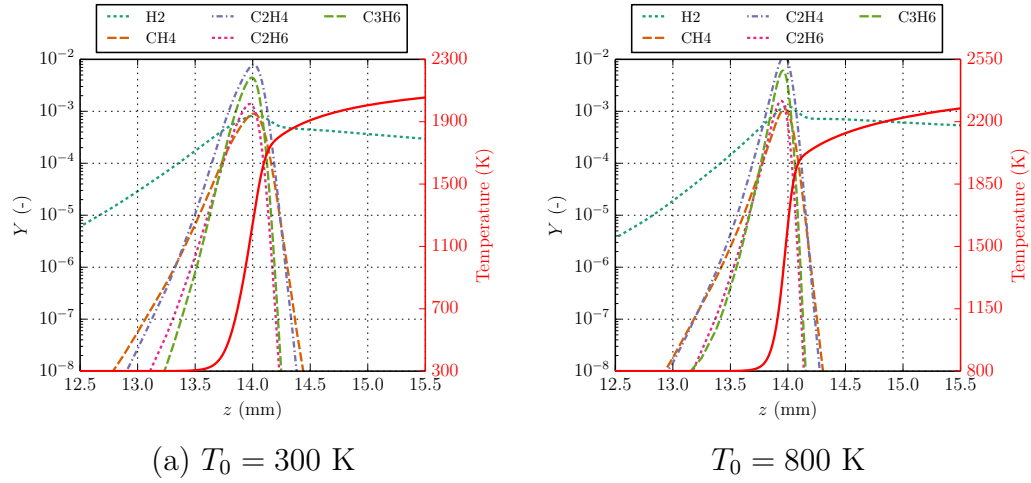 H2 C2H4 C3H6
CH4 C2H6
10⁻² 10⁻³ 10⁻⁴ 10⁻⁵ 10⁻⁶ 10⁻⁷ 10⁻⁸
Y (-)
12.5 13.0 13.5 14.0 14.5 15.0 15.5
z (mm)
2300 1900 1500 1100 700 300
Temperature (K)
(a) T₀ = 300 K
H2 C2H4 C3H6
CH4 C2H6
10⁻² 10⁻³ 10⁻⁴ 10⁻⁵ 10⁻⁶ 10⁻⁷ 10⁻⁸
Y (-)
12.5 13.0 13.5 14.0 14.5 15.0 15.5
z (mm)
2550 2200 1850 1500 1150 800
Temperature (K)
T₀ = 800 K